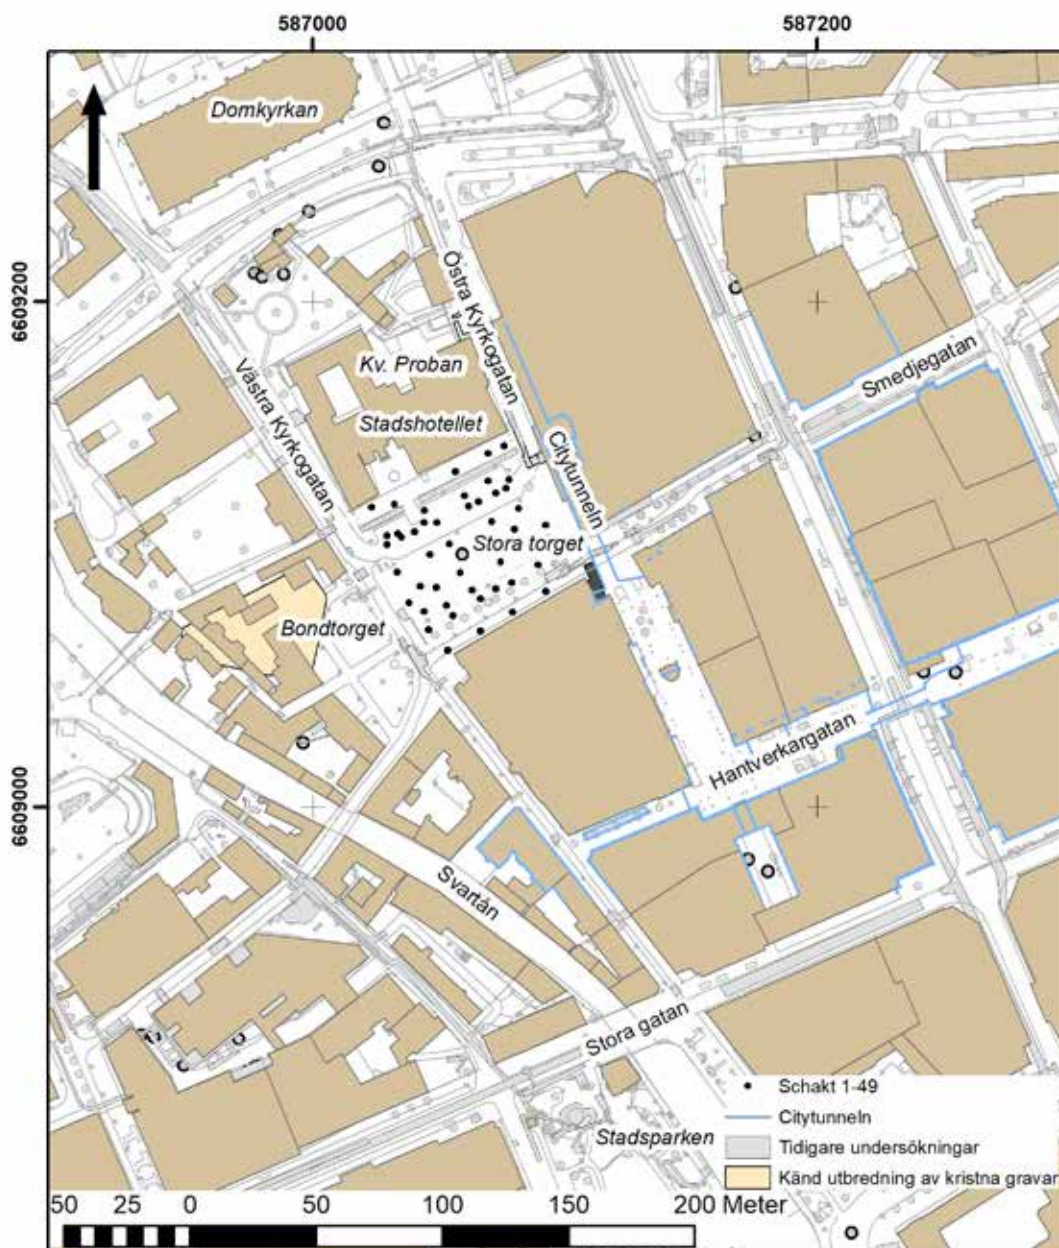 587000
587200
Domkyrkan
6609200
Östra Kyrkogatan
Kv. Proban
Smedjegatan
Västra Kyrkogatan
Stadshotellet
Citytunneln
Stora torget
Bondtorget
Hantverkargatan
6609000
Svartån
Stora gatan
Stadsparken
Schakt 1-49
Citytunneln
Tidigare undersökningar
Känd utbredning av kristna gravar
50 25 0 50 100 150 200 Meter